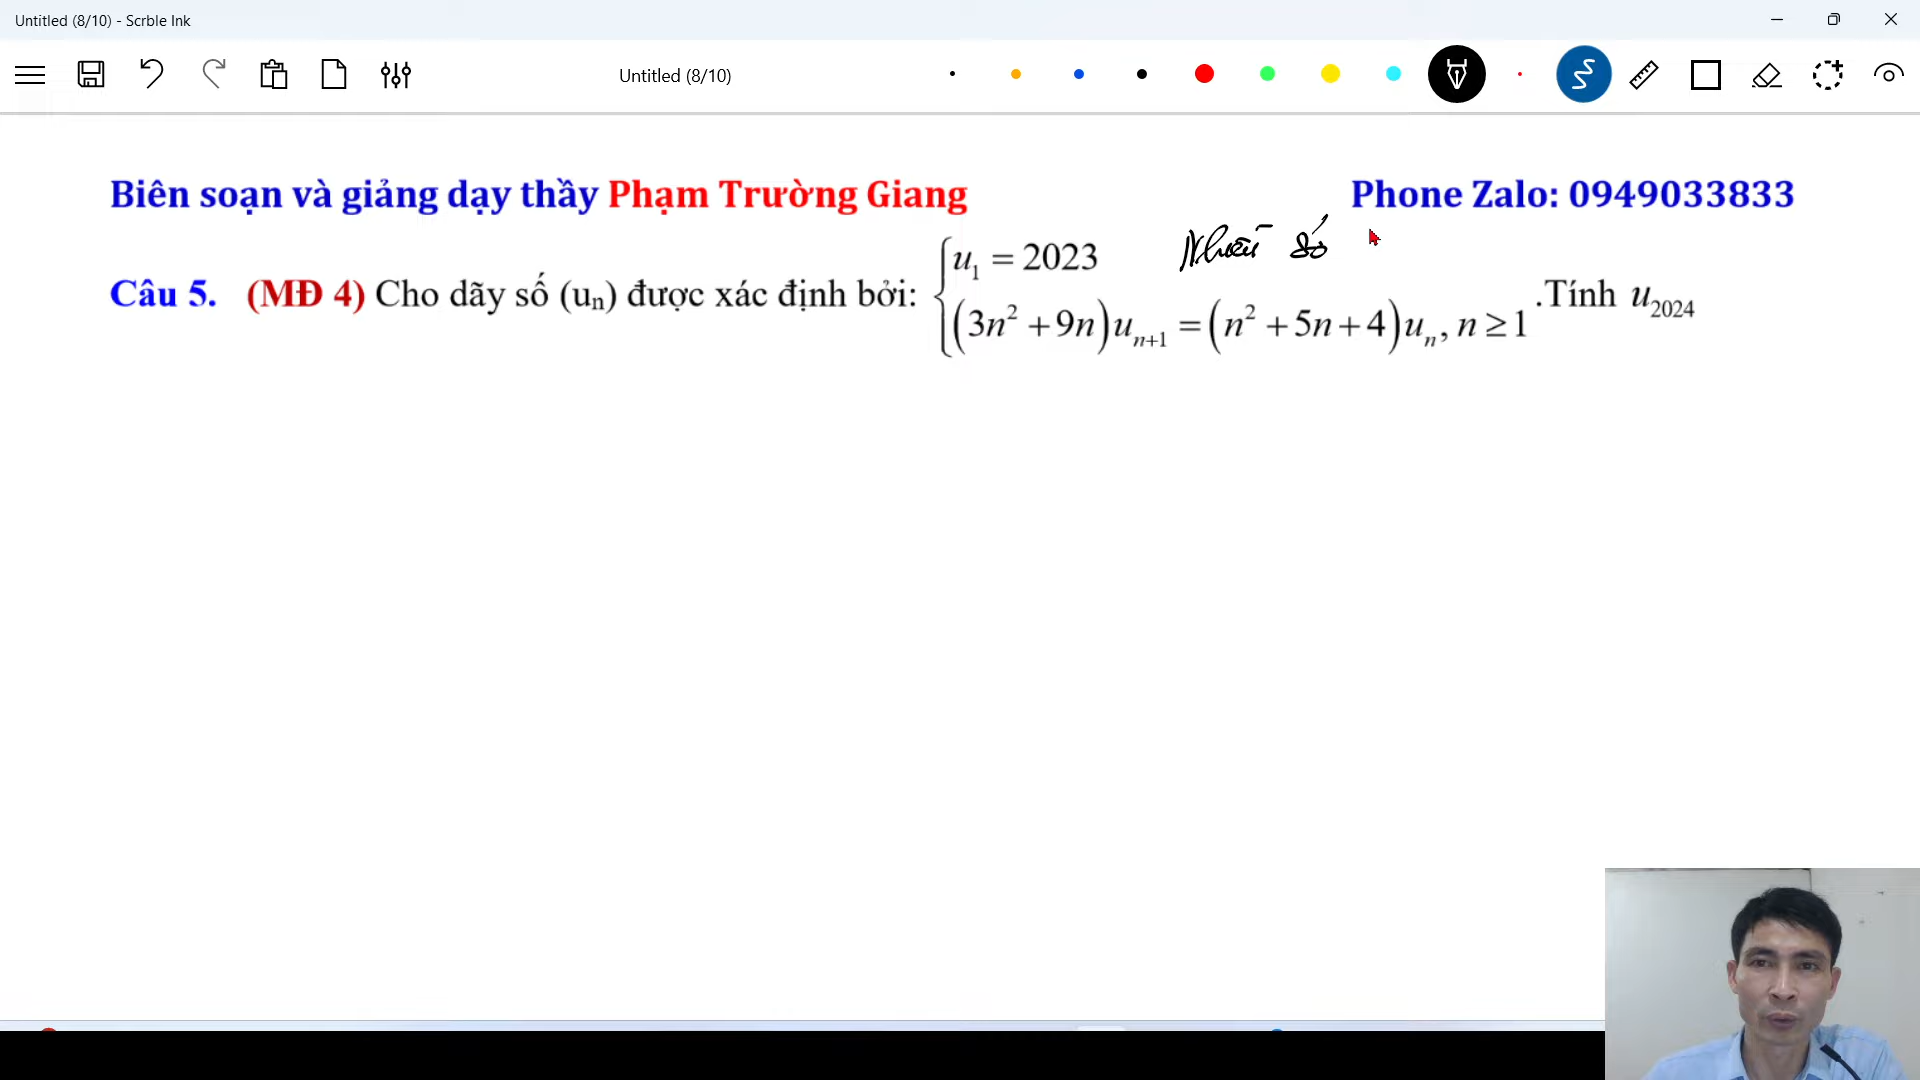 Untitled (8/10) - Scrble Ink
Untitled (8/10)
Biên soạn và giảng dạy thầy Phạm Trường Giang Phone Zalo: 0949033833
Câu 5. (MĐ 4) Cho dãy số (uₙ) được xác định bởi: { u₁ = 2023 .Tính u₂₀₂₄
(3n² + 9n)uₙ₊₁ = (n² + 5n + 4)uₙ, n ≥ 1
số